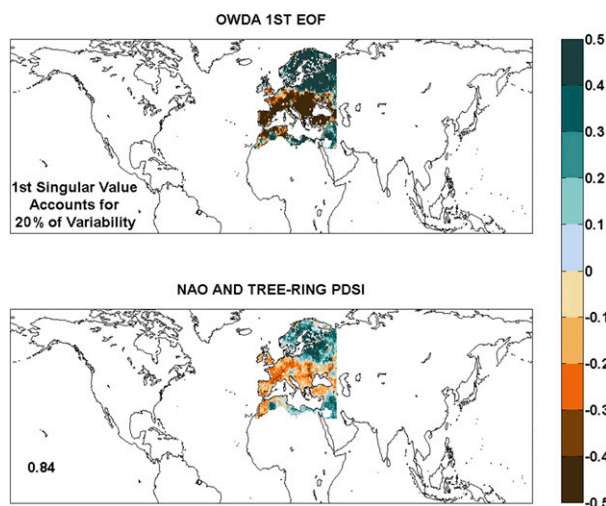 OWDA 1ST EOF
1st Singular Value
Accounts for
20% of Variability
NAO AND TREE-RING PDSI
0.84
0.5
0.4
0.3
0.2
0.1
0
-0.1
-0.2
-0.3
-0.4
-0.5